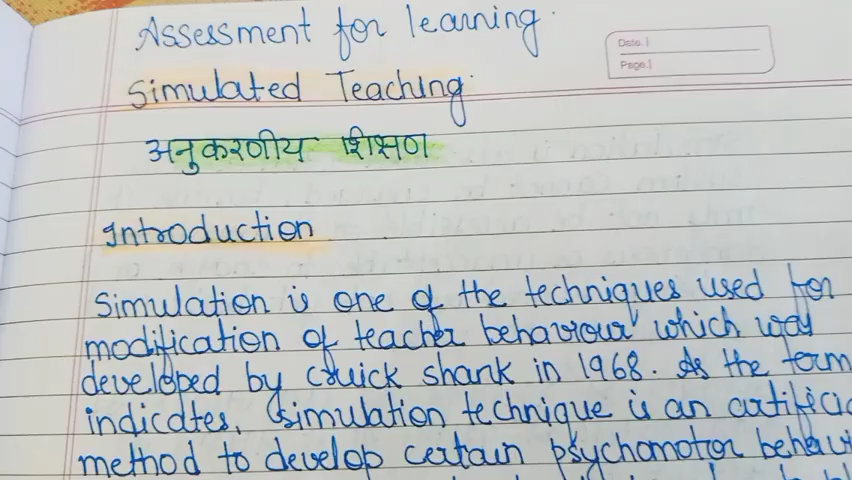 Assessment for learning.
Date.
Page.
Simulated Teaching.
अनुकरणीय शिक्षण
Introduction
Simulation is one of the techniques used for
modification of teacher behaviour which was
developed by Cruick shank in 1968. As the term
indicates, simulation technique is an artificia
method to develop certain psychomotor behavi